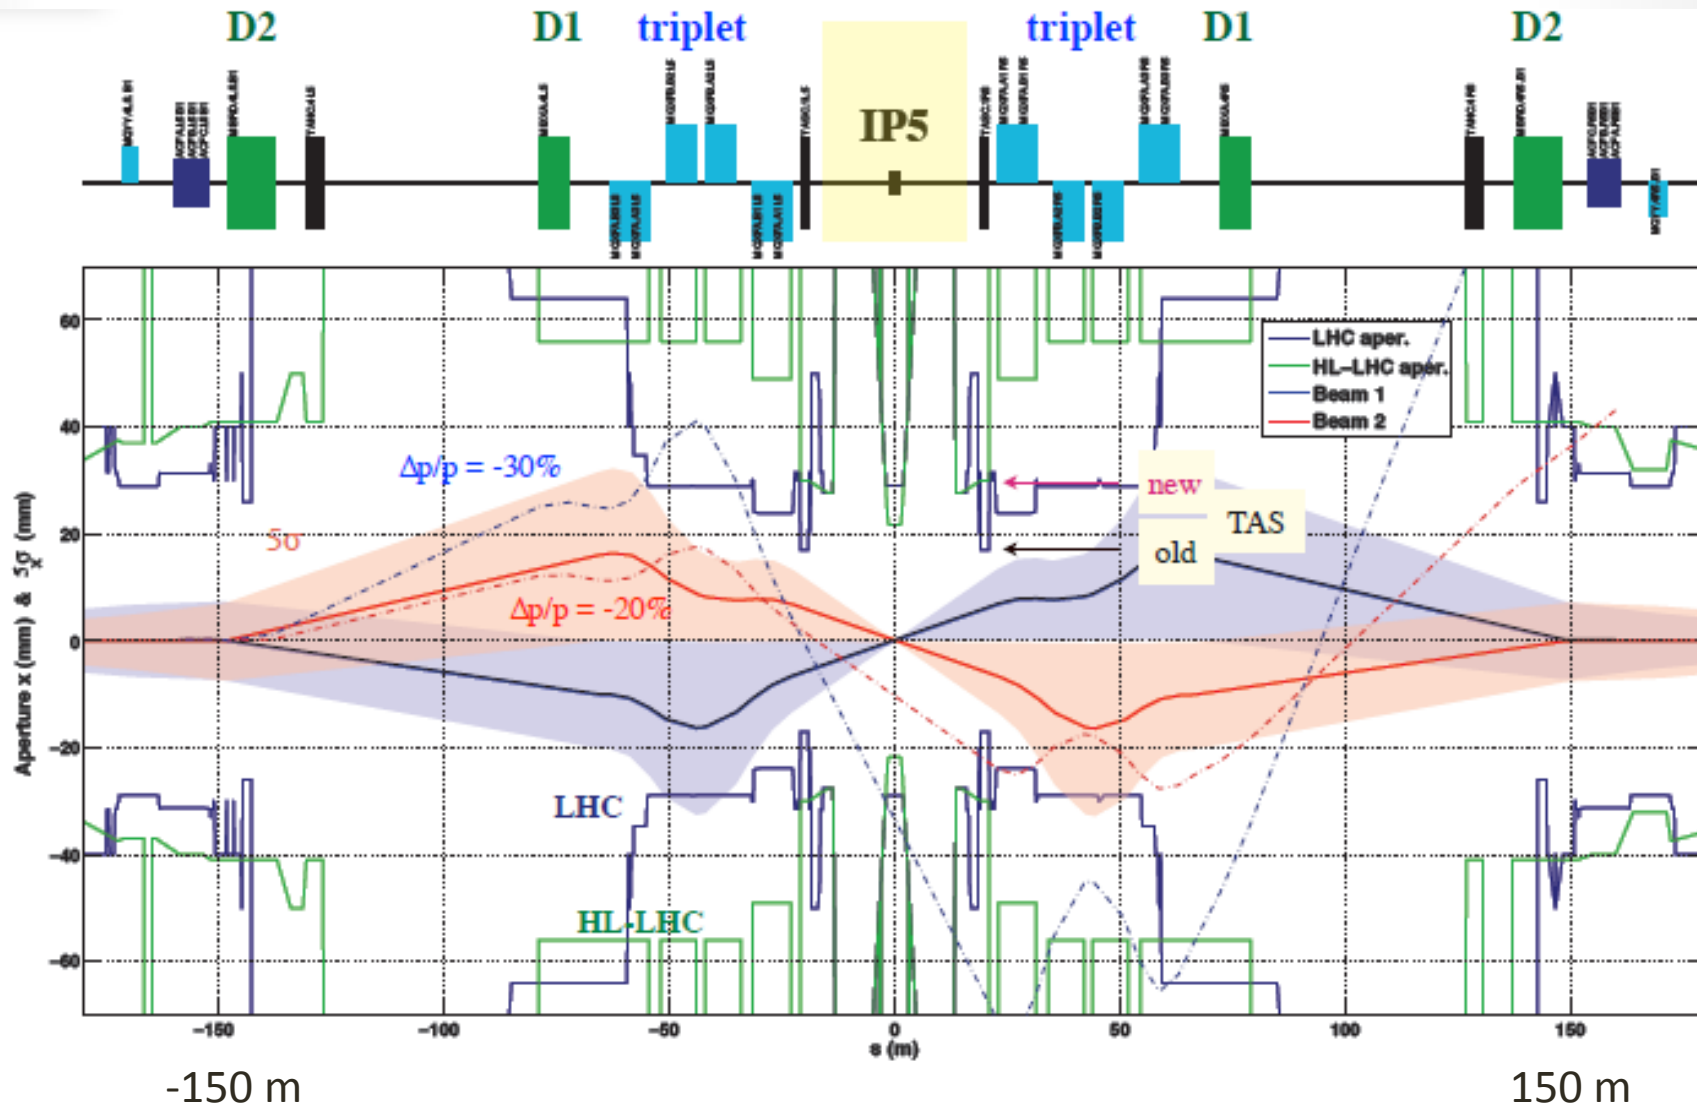 D2 D1 triplet triplet D1 D2
IP5
60
40
20
0
−20
−40
−60
Aperture x (mm) & 5σx (mm)
LHC aper.
HL−LHC aper.
Beam 1
Beam 2
Δp/p = -30%
5σ
Δp/p = -20%
new
TAS
old
LHC
HL-LHC
−150 −100 −50 0 50 100 150
s (m)
-150 m 150 m